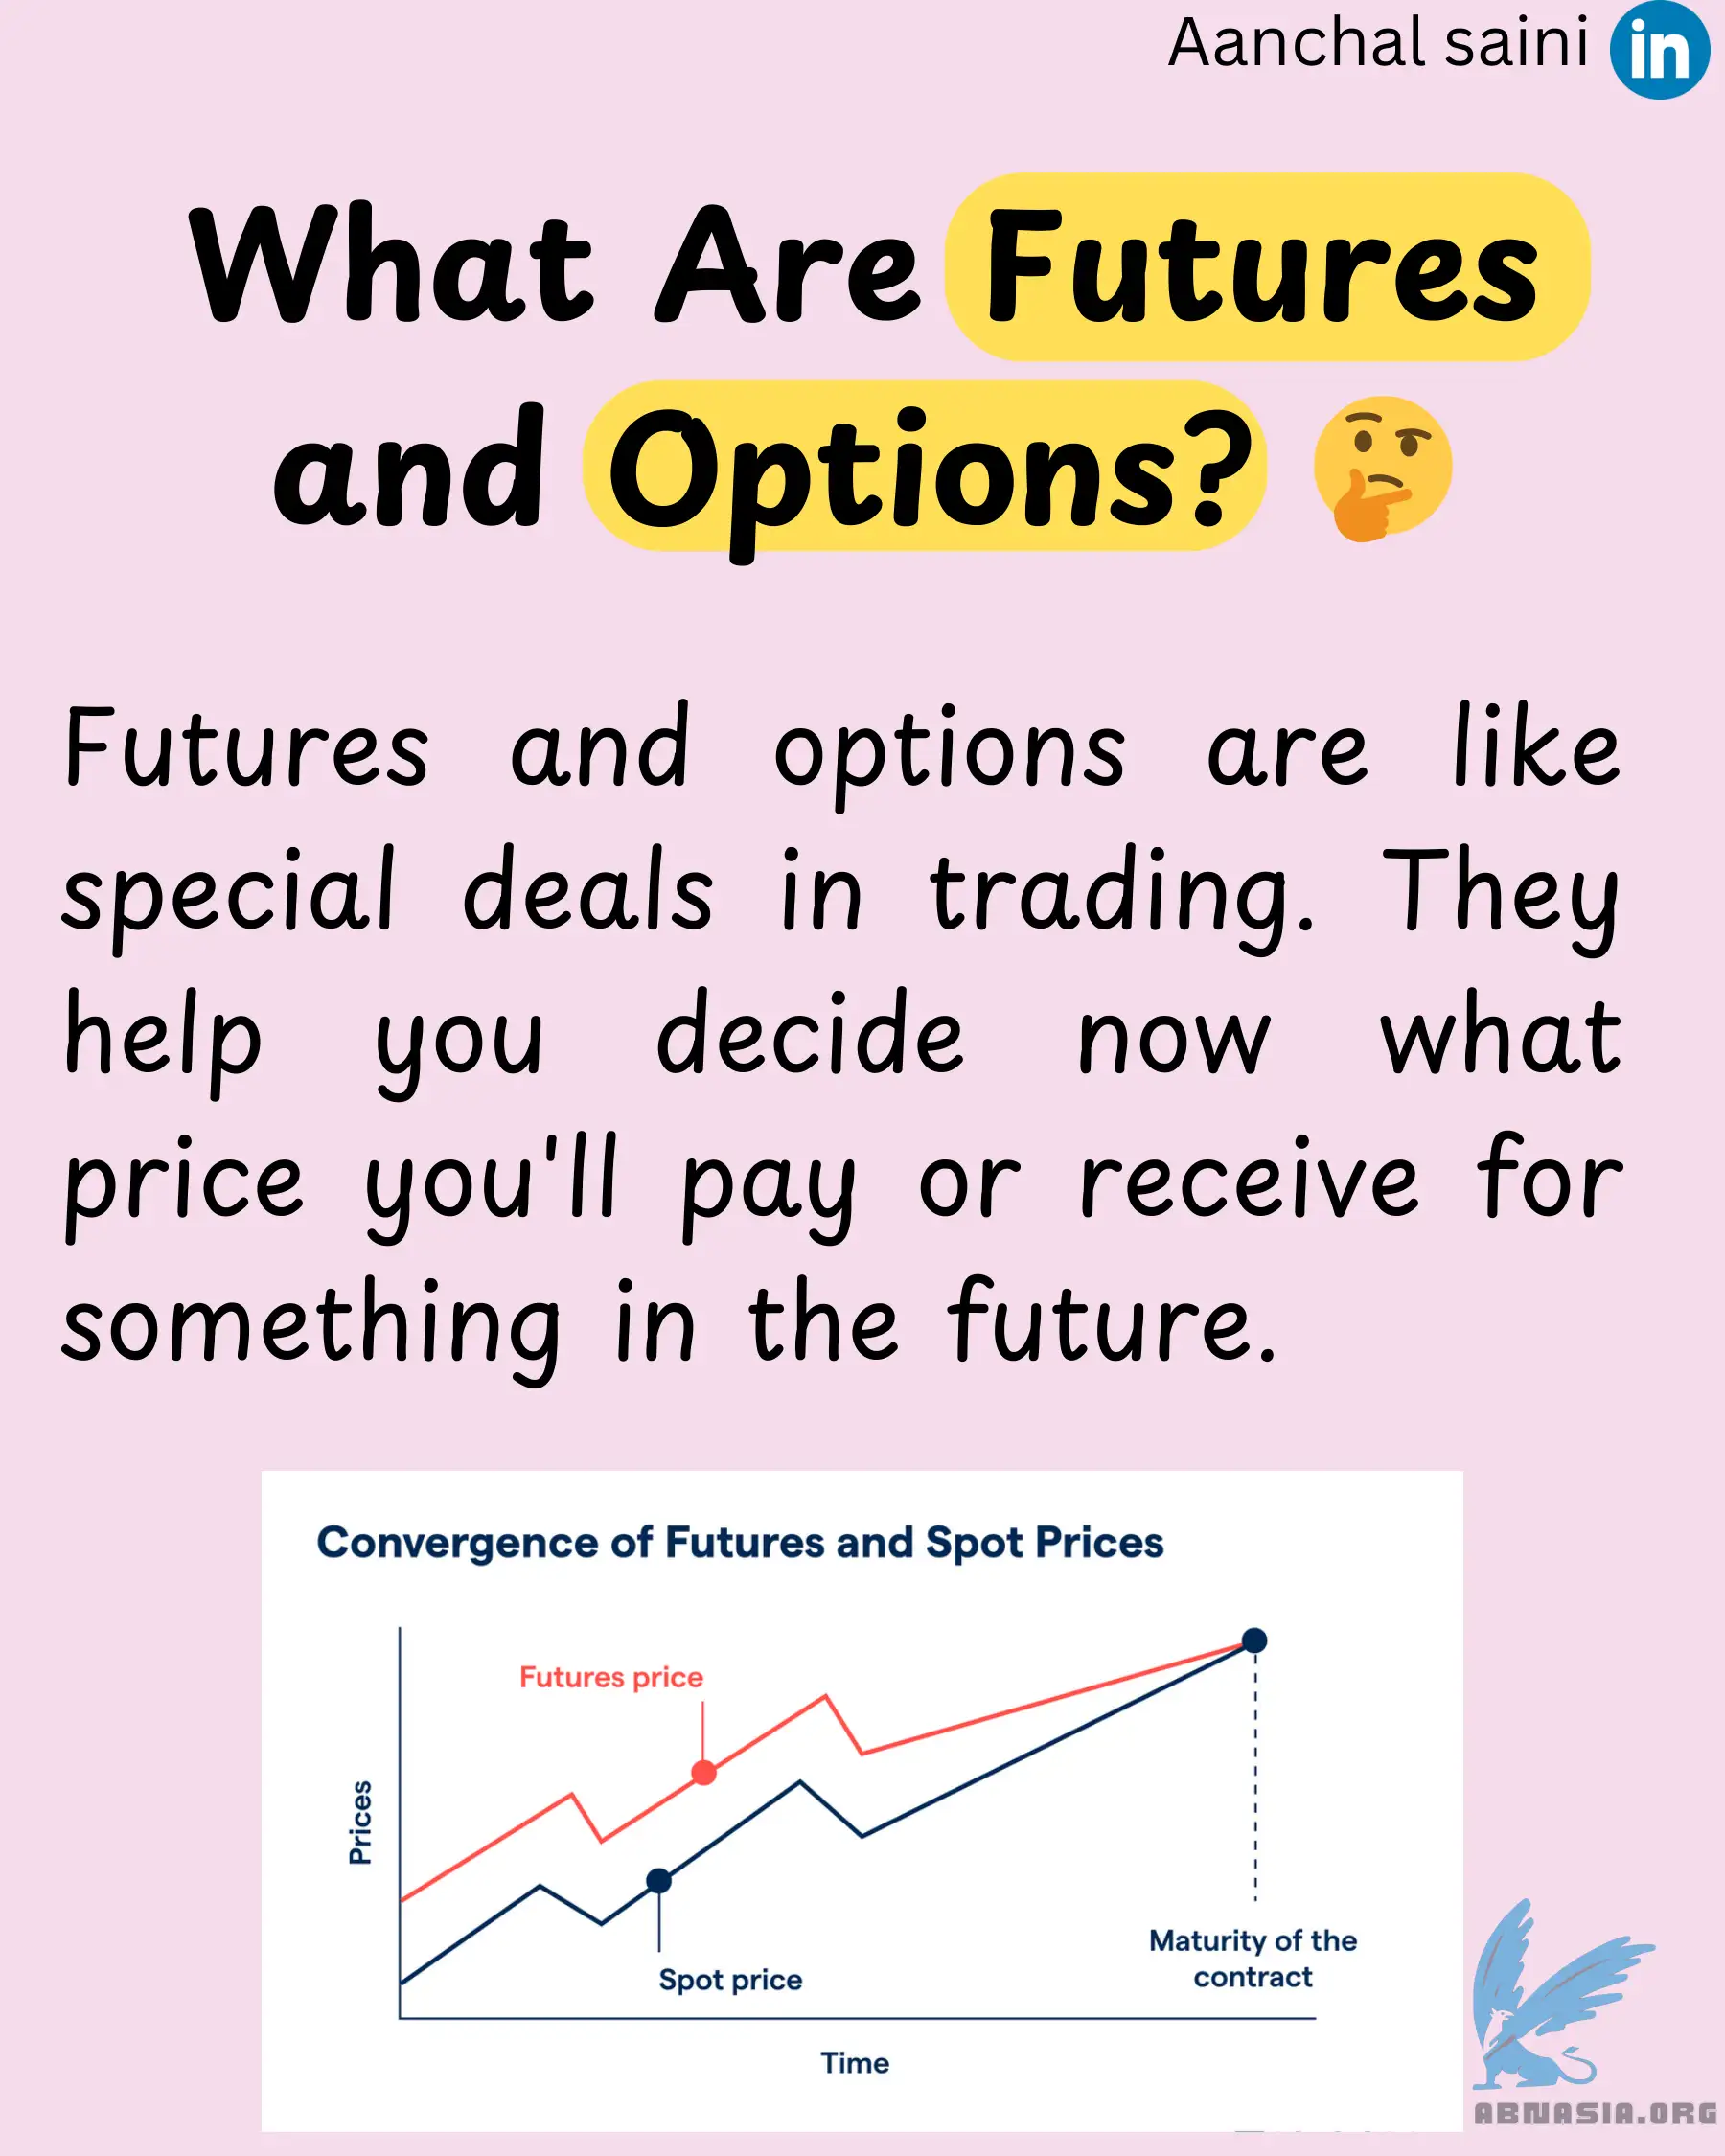 Aanchal saini in
What Are Futures
and Options? 🤔
Futures and options are like
special deals in trading. They
help you decide now what
price you'll pay or receive for
something in the future.
Convergence of Futures and Spot Prices
Futures price
Prices
Spot price
Maturity of the
contract
Time
ABNASIA.ORG